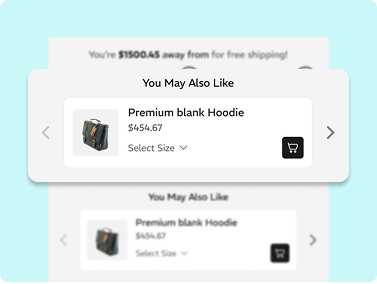 You're $1500.45 away from for free shipping!
You May Also Like
Premium blank Hoodie
$454.67
Select Size
You May Also Like
Premium blank Hoodie
$454.67
Select Size